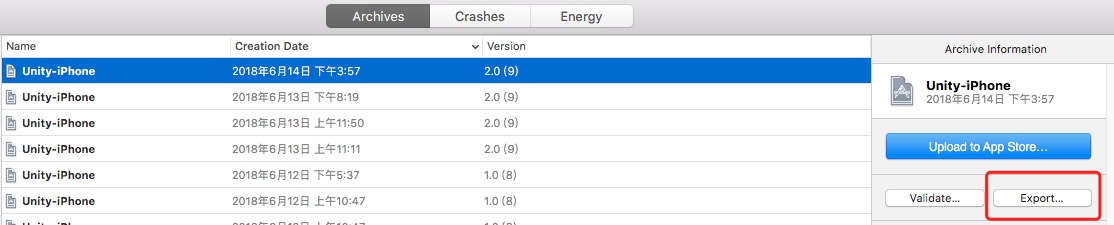 Archives Crashes Energy
Name Creation Date Version
Archive Information
Unity-iPhone 2018年6月14日 下午3:57 2.0 (9)
Unity-iPhone 2018年6月13日 下午8:19 2.0 (9)
Unity-iPhone 2018年6月13日 上午11:50 2.0 (9)
Unity-iPhone 2018年6月13日 上午11:11 2.0 (9)
Unity-iPhone 2018年6月12日 下午5:37 1.0 (8)
Unity-iPhone 2018年6月12日 上午10:47 1.0 (8)
Unity-iPhone
2018年6月14日 下午3:57
Upload to App Store...
Validate... Export...